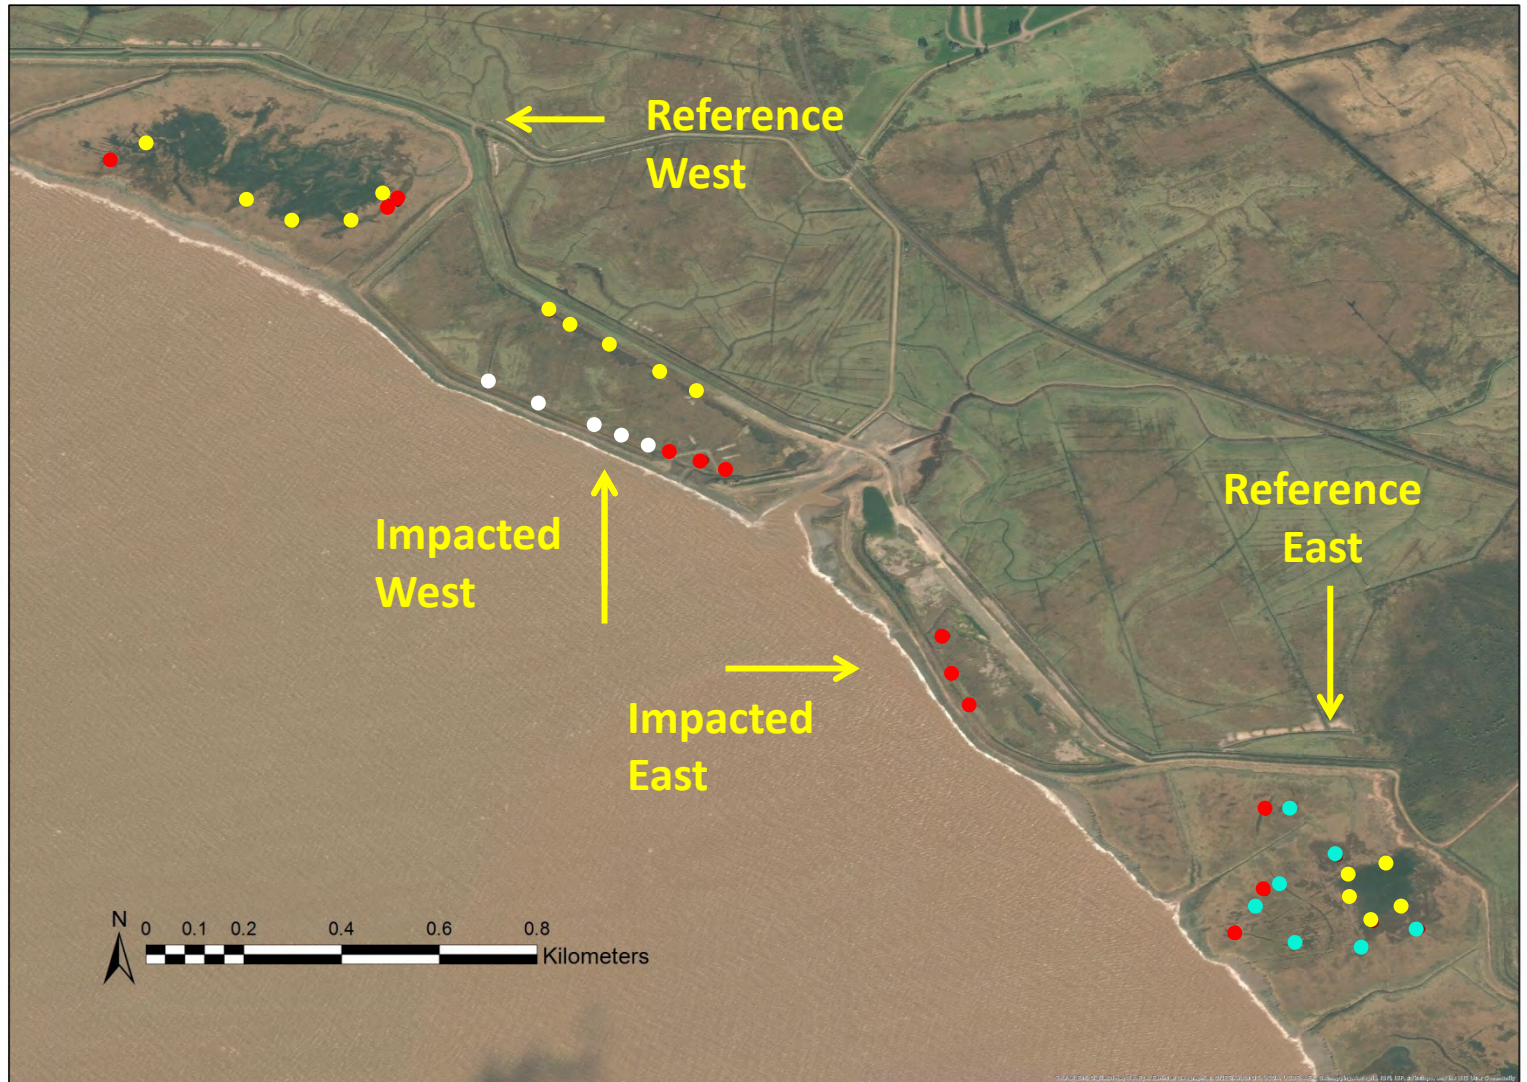 Reference
West
Reference
East
Impacted
West
Impacted
East
N
0 0.1 0.2 0.4 0.6 0.8
Kilometers